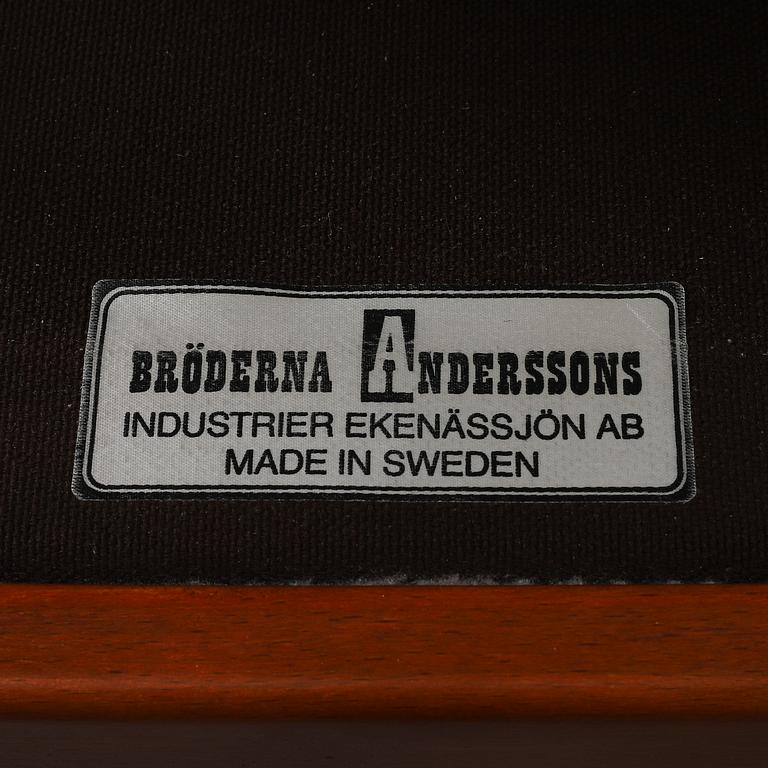 BRÖDERNA ANDERSSONS
INDUSTRIER EKENÄSSJÖN AB
MADE IN SWEDEN